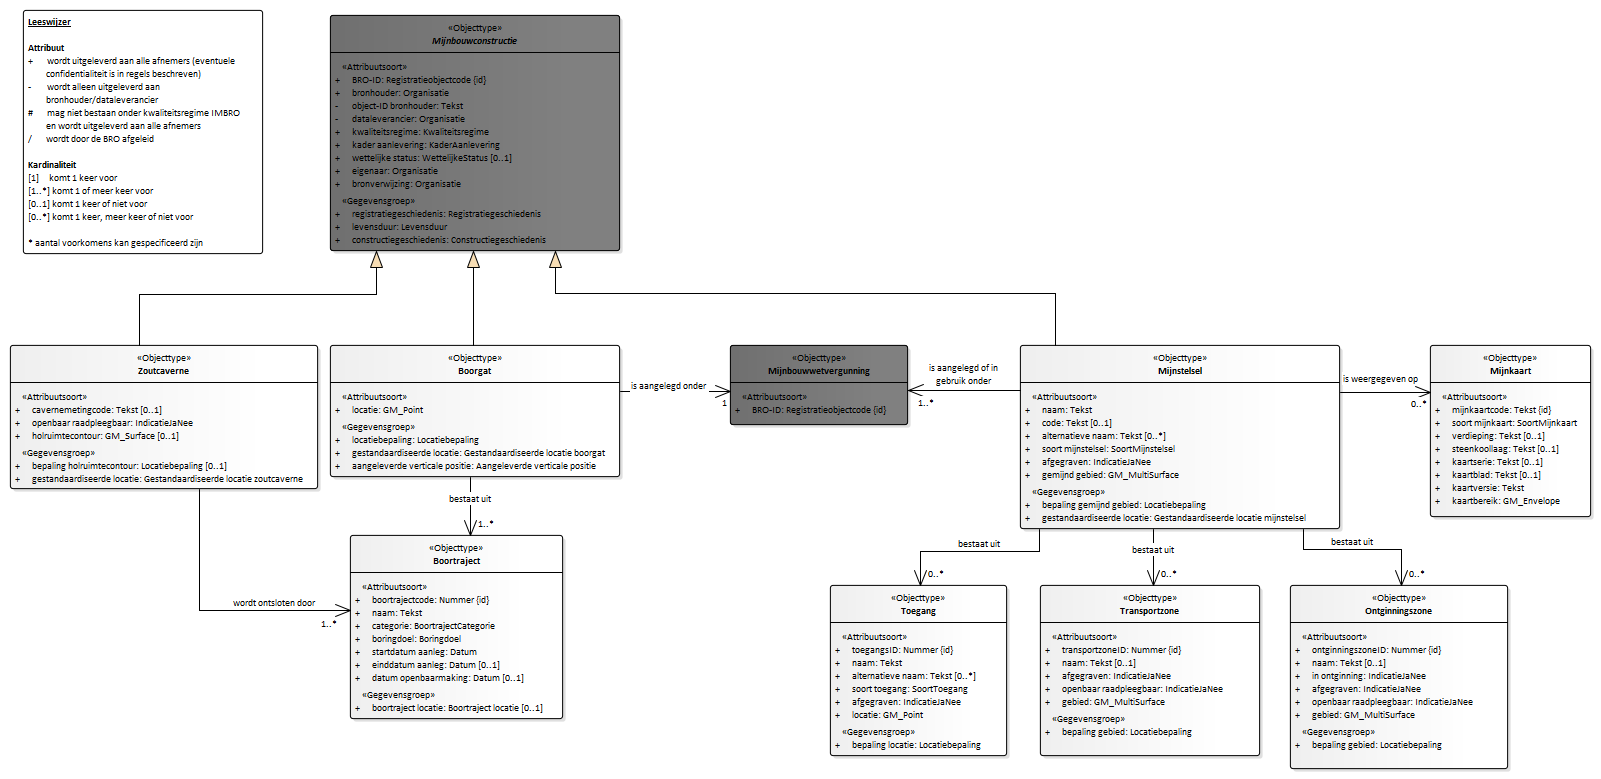 Leeswijzer
Attribuut
+ wordt uitgeleverd aan alle afnemers (eventuele
confidentialiteit is in regels beschreven)
- wordt alleen uitgeleverd aan
bronhouder/dataleverancier
# mag niet bestaan onder kwaliteitsregime IMBRO
en wordt uitgeleverd aan alle afnemers
/ wordt door de BRO afgeleid
Kardinaliteit
[1] komt 1 keer voor
[1..*] komt 1 of meer keer voor
[0..1] komt 1 keer of niet voor
[0..*] komt 1 keer, meer keer of niet voor
* aantal voorkomens kan gespecificeerd zijn
«Objecttype»
Mijnbouwconstructie
«Attribuutsoort»
+ BRO-ID: Registratieobjectcode {id}
+ bronhouder: Organisatie
- object-ID bronhouder: Tekst
- dataleverancier: Organisatie
+ kwaliteitsregime: Kwaliteitsregime
+ kader aanlevering: KaderAanlevering
+ wettelijke status: WettelijkeStatus [0..1]
+ eigenaar: Organisatie
+ bronverwijzing: Organisatie
«Gegevensgroep»
+ registratiegeschiedenis: Registratiegeschiedenis
+ levensduur: Levensduur
+ constructiegeschiedenis: Constructiegeschiedenis
«Objecttype»
Zoutcaverne
«Attribuutsoort»
+ cavernemetingcode: Tekst [0..1]
+ openbaar raadpleegbaar: IndicatieJaNee
+ holruimtecontour: GM_Surface [0..1]
«Gegevensgroep»
+ bepaling holruimtecontour: Locatiebepaling [0..1]
+ gestandaardiseerde locatie: Gestandaardiseerde locatie zoutcaverne
«Objecttype»
Boorgat
«Attribuutsoort»
+ locatie: GM_Point
«Gegevensgroep»
+ locatiebepaling: Locatiebepaling
+ gestandaardiseerde locatie: Gestandaardiseerde locatie boorgat
+ aangeleverde verticale positie: Aangeleverde verticale positie
is aangelegd onder
1
«Objecttype»
Mijnbouwwetvergunning
«Attribuutsoort»
+ BRO-ID: Registratieobjectcode {id}
is aangelegd of in
gebruik onder
1..*
«Objecttype»
Mijnstelsel
«Attribuutsoort»
+ naam: Tekst
+ code: Tekst [0..1]
+ alternatieve naam: Tekst [0..*]
+ soort mijnstelsel: SoortMijnstelsel
+ afgegraven: IndicatieJaNee
+ gemijnd gebied: GM_MultiSurface
«Gegevensgroep»
+ bepaling gemijnd gebied: Locatiebepaling
+ gestandaardiseerde locatie: Gestandaardiseerde locatie mijnstelsel
is weergegeven op
0..*
«Objecttype»
Mijnkaart
«Attribuutsoort»
+ mijnkaartcode: Tekst {id}
+ soort mijnkaart: SoortMijnkaart
+ verdieping: Tekst [0..1]
+ steenkoollaag: Tekst [0..1]
+ kaartserie: Tekst [0..1]
+ kaartblad: Tekst [0..1]
+ kaartversie: Tekst
+ kaartbereik: GM_Envelope
bestaat uit
1..*
wordt ontsloten door
1..*
«Objecttype»
Boortraject
«Attribuutsoort»
+ boortrajectcode: Nummer {id}
+ naam: Tekst
+ categorie: BoortrajectCategorie
+ boringdoel: Boringdoel
+ startdatum aanleg: Datum
+ einddatum aanleg: Datum [0..1]
+ datum openbaarmaking: Datum [0..1]
«Gegevensgroep»
+ boortraject locatie: Boortraject locatie [0..1]
bestaat uit
0..*
bestaat uit
0..*
bestaat uit
0..*
«Objecttype»
Toegang
«Attribuutsoort»
+ toegangsID: Nummer {id}
+ naam: Tekst
+ alternatieve naam: Tekst [0..*]
+ soort toegang: SoortToegang
+ afgegraven: IndicatieJaNee
+ locatie: GM_Point
«Gegevensgroep»
+ bepaling locatie: Locatiebepaling
«Objecttype»
Transportzone
«Attribuutsoort»
+ transportzoneID: Nummer {id}
+ naam: Tekst [0..1]
+ afgegraven: IndicatieJaNee
+ openbaar raadpleegbaar: IndicatieJaNee
+ gebied: GM_MultiSurface
«Gegevensgroep»
+ bepaling gebied: Locatiebepaling
«Objecttype»
Ontginningszone
«Attribuutsoort»
+ ontginningszoneID: Nummer {id}
+ naam: Tekst [0..1]
+ in ontginning: IndicatieJaNee
+ afgegraven: IndicatieJaNee
+ openbaar raadpleegbaar: IndicatieJaNee
+ gebied: GM_MultiSurface
«Gegevensgroep»
+ bepaling gebied: Locatiebepaling